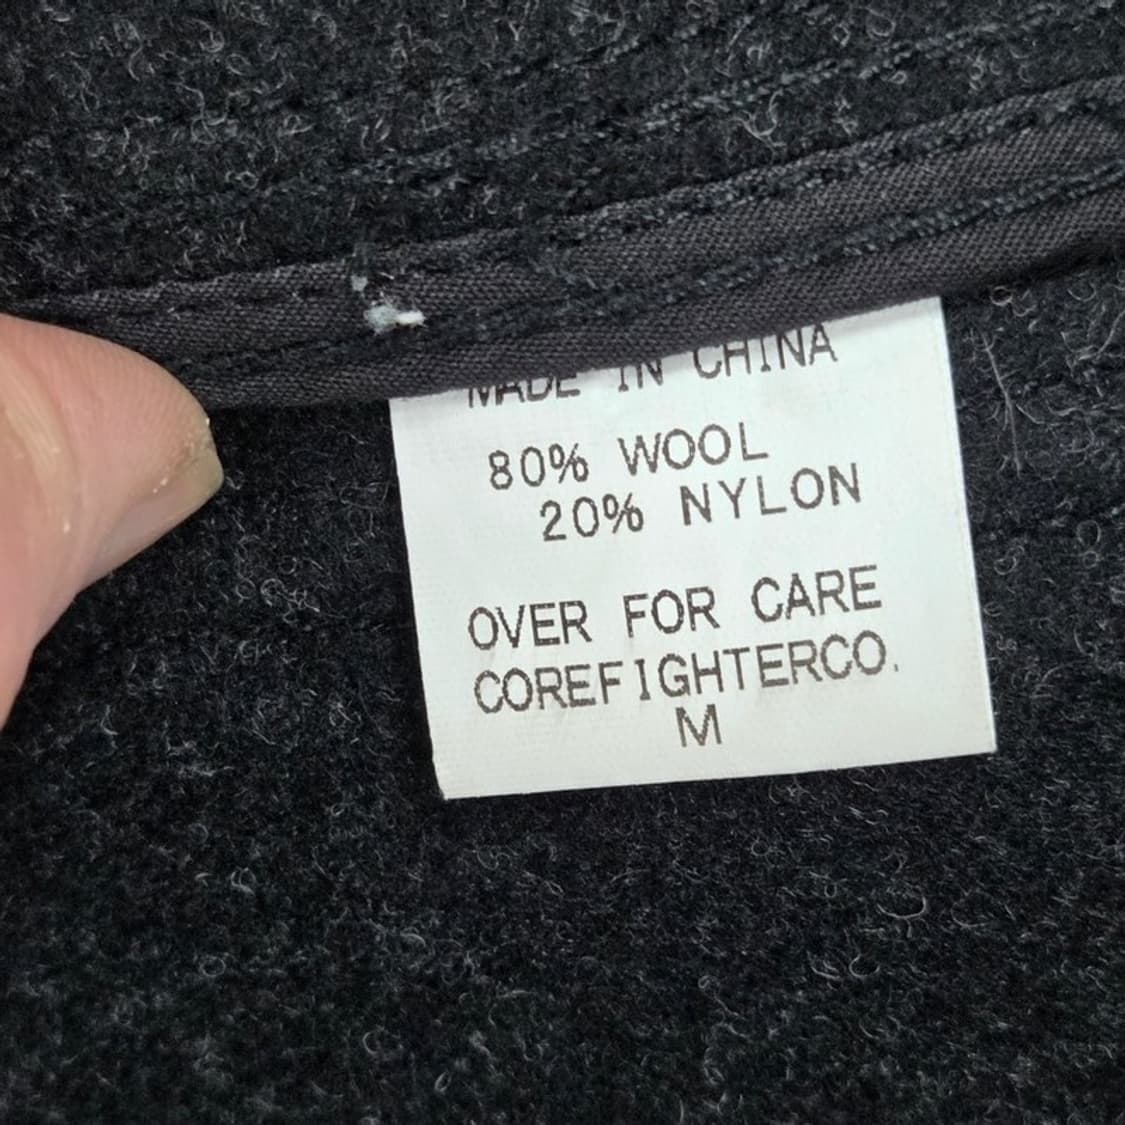 MADE IN CHINA
80% WOOL
20% NYLON
OVER FOR CARE
COREFIGHTERCO.
M